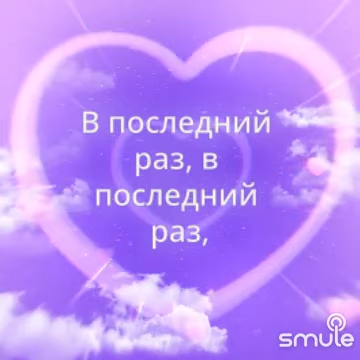 В последний
раз, в
последний
раз,
smule